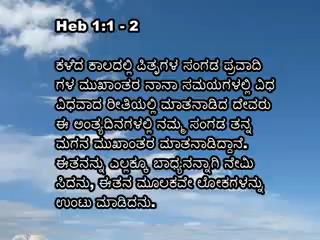 Heb 1:1 - 2
ಕಳೆದ ಕಾಲದಲ್ಲಿ ಪಿತೃಗಳ ಸಂಗಡ ಪ್ರವಾದಿ
ಗಳ ಮುಖಾಂತರ ನಾನಾ ಸಮಯಗಳಲ್ಲಿ ವಿಧ
ವಿಧವಾದ ರೀತಿಯಲ್ಲಿ ಮಾತನಾಡಿದ ದೇವರು
ಈ ಅಂತ್ಯದಿನಗಳಲ್ಲಿ ನಮ್ಮ ಸಂಗಡ ತನ್ನ
ಮಗನ ಮುಖಾಂತರ ಮಾತನಾಡಿದ್ದಾನೆ.
ಈತನನ್ನು ಎಲ್ಲಕ್ಕೂ ಬಾಧ್ಯನನ್ನಾಗಿ ನೇಮಿ
ಸಿದನು, ಈತನ ಮೂಲಕವೇ ಲೋಕಗಳನ್ನು
ಉಂಟು ಮಾಡಿದನು.